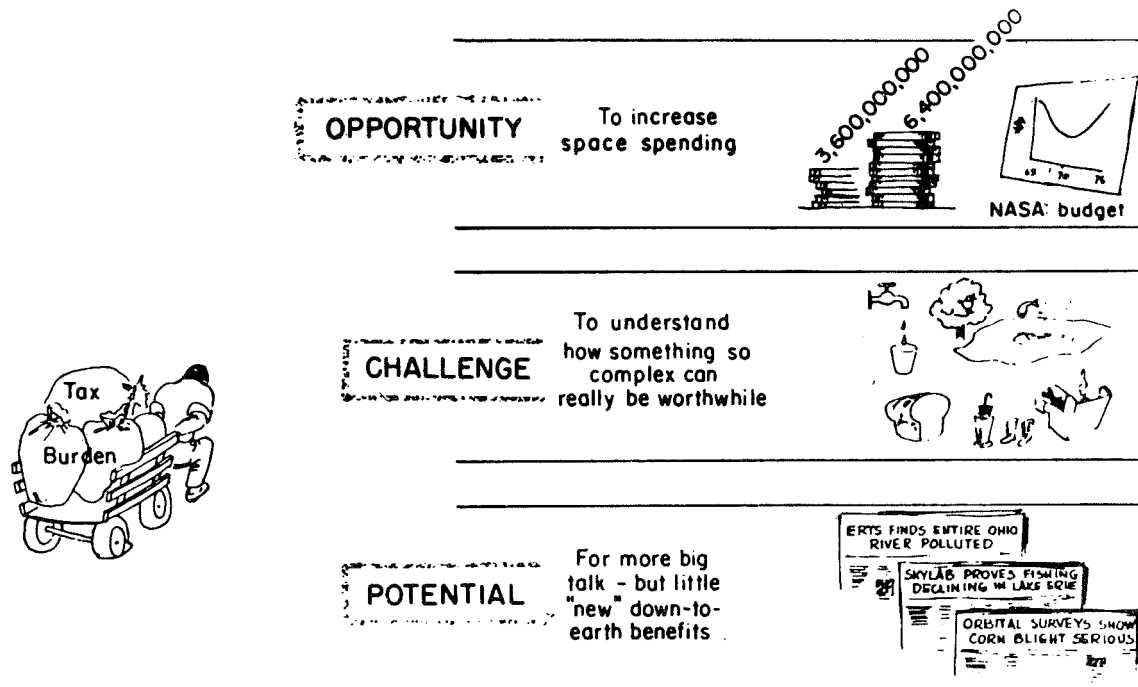 OPPORTUNITY
To increase
space spending
3,600,000,000
6,400,000,000
$
69 70 76
NASA: budget
Tax
Burden
CHALLENGE
To understand
how something so
complex can
really be worthwhile
POTENTIAL
For more big
talk - but little
"new" down-to-
earth benefits
ERTS FINDS ENTIRE OHIO
RIVER POLLUTED
SKYLAB PROVES FISHING
DECLINING IN LAKE ERIE
ORBITAL SURVEYS SHOW
CORN BLIGHT SERIOUS